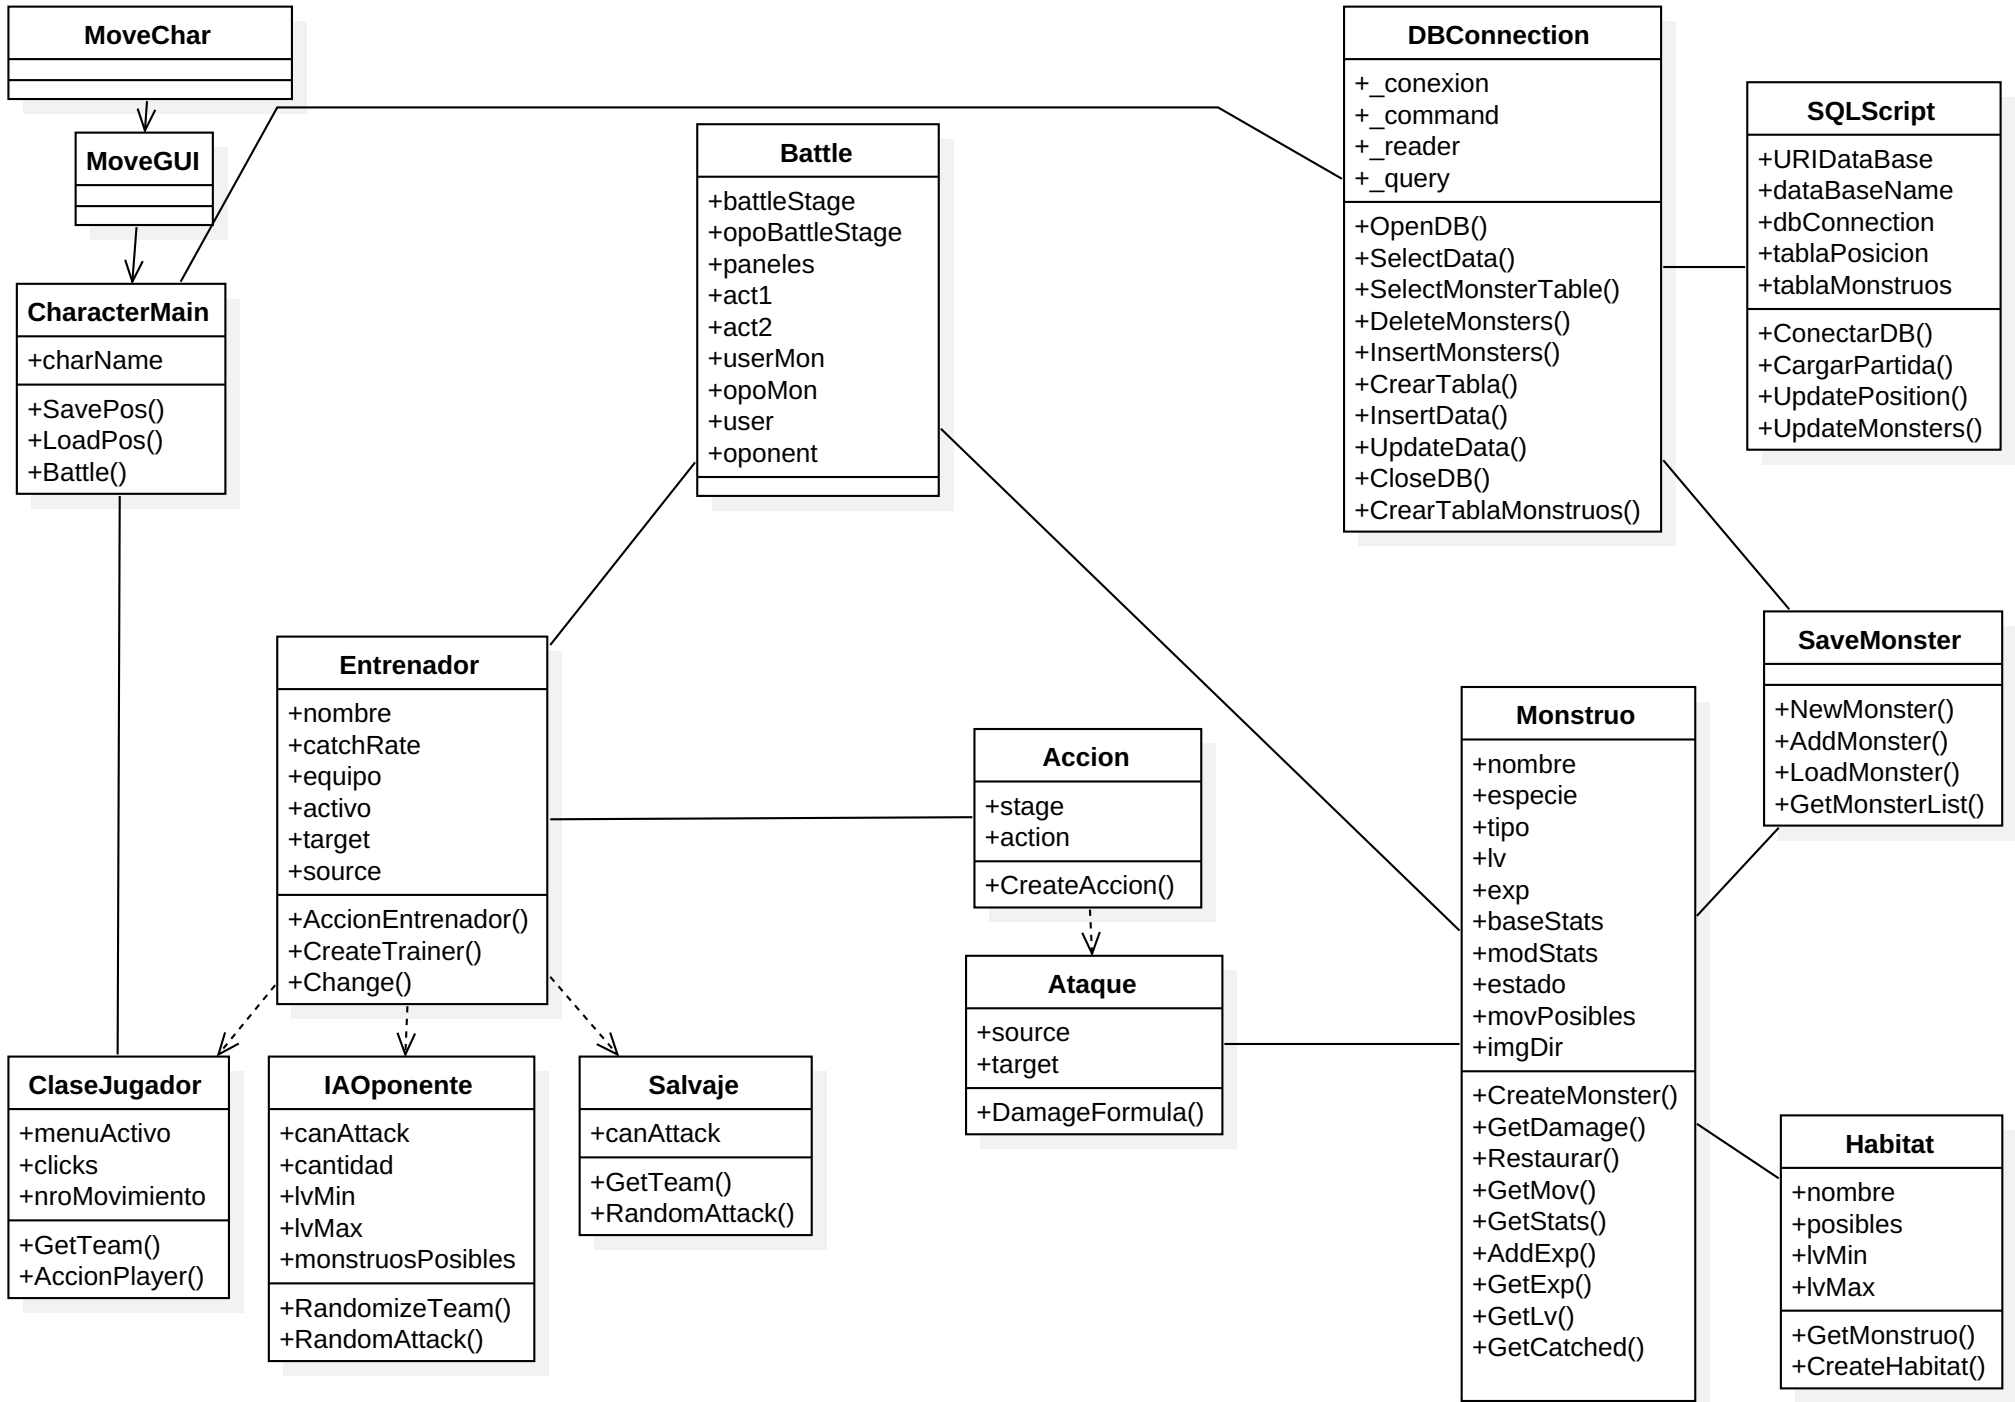 MoveChar
MoveGUI
CharacterMain
+charName
+SavePos()
+LoadPos()
+Battle()
Battle
+battleStage
+opoBattleStage
+paneles
+act1
+act2
+userMon
+opoMon
+user
+oponent
DBConnection
+_conexion
+_command
+_reader
+_query
+OpenDB()
+SelectData()
+SelectMonsterTable()
+DeleteMonsters()
+InsertMonsters()
+CrearTabla()
+InsertData()
+UpdateData()
+CloseDB()
+CrearTablaMonstruos()
SQLScript
+URIDataBase
+dataBaseName
+dbConnection
+tablaPosicion
+tablaMonstruos
+ConectarDB()
+CargarPartida()
+UpdatePosition()
+UpdateMonsters()
Entrenador
+nombre
+catchRate
+equipo
+activo
+target
+source
+AccionEntrenador()
+CreateTrainer()
+Change()
Accion
+stage
+action
+CreateAccion()
Ataque
+source
+target
+DamageFormula()
Monstruo
+nombre
+especie
+tipo
+lv
+exp
+baseStats
+modStats
+estado
+movPosibles
+imgDir
+CreateMonster()
+GetDamage()
+Restaurar()
+GetMov()
+GetStats()
+AddExp()
+GetExp()
+GetLv()
+GetCatched()
SaveMonster
+NewMonster()
+AddMonster()
+LoadMonster()
+GetMonsterList()
ClaseJugador
+menuActivo
+clicks
+nroMovimiento
+GetTeam()
+AccionPlayer()
IAOponente
+canAttack
+cantidad
+lvMin
+lvMax
+monstruosPosibles
+RandomizeTeam()
+RandomAttack()
Salvaje
+canAttack
+GetTeam()
+RandomAttack()
Habitat
+nombre
+posibles
+lvMin
+lvMax
+GetMonstruo()
+CreateHabitat()